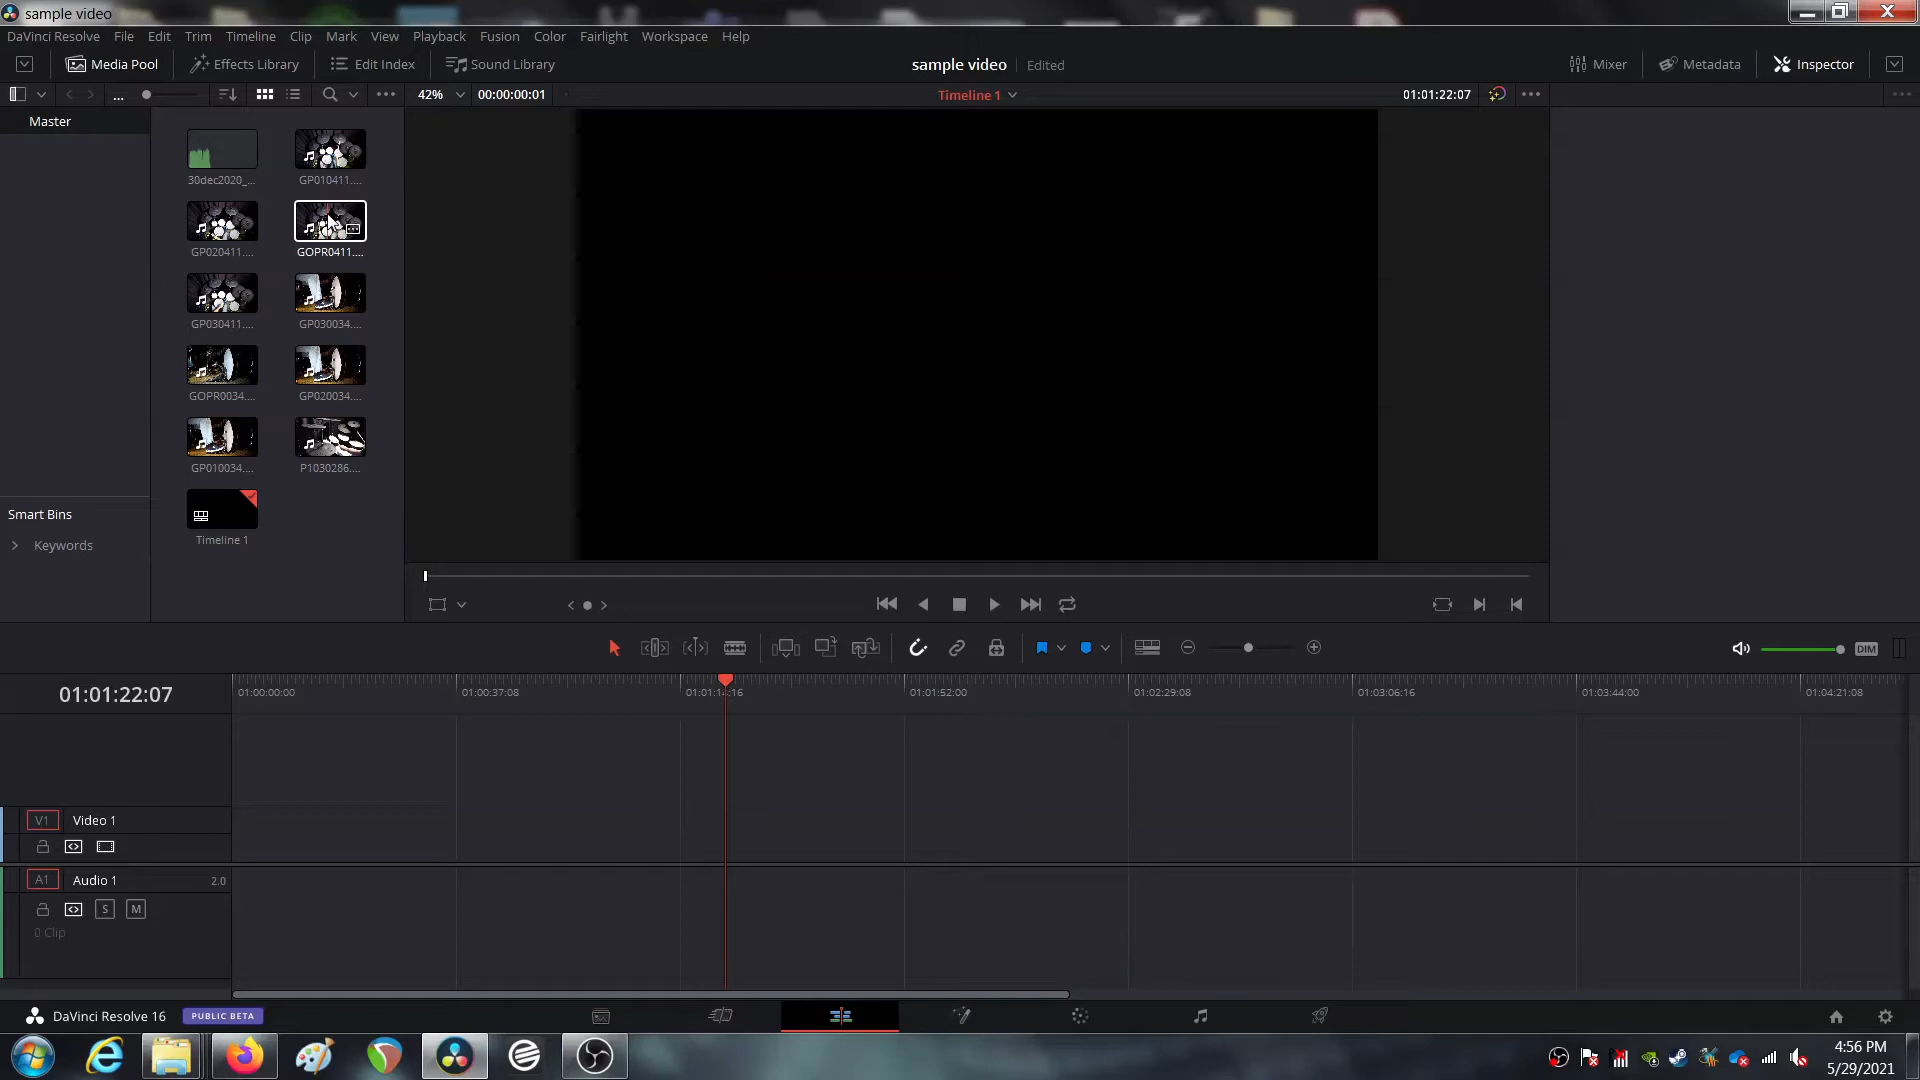 sample video
DaVinci Resolve File Edit Trim Timeline Clip Mark View Playback Fusion Color Fairlight Workspace Help
Media Pool Effects Library Edit Index Sound Library sample video Edited Mixer Metadata Inspector
... 42% 00:00:00:01 Timeline 1 01:01:22:07
Master
30dec2020_... GP010411....
GP020411.... GOPR0411....
GP030411.... GP030034....
GOPR0034.... GP020034....
GP010034.... P1030286....
Smart Bins
Timeline 1
Keywords
DIM
01:01:22:07 01:00:00:00 01:00:37:08 01:01:14:16 01:01:52:00 01:02:29:08 01:03:06:16 01:03:44:00 01:04:21:08
V1 Video 1
A1 Audio 1 2.0
S M
0 Clip
DaVinci Resolve 16 PUBLIC BETA
4:56 PM
5/29/2021